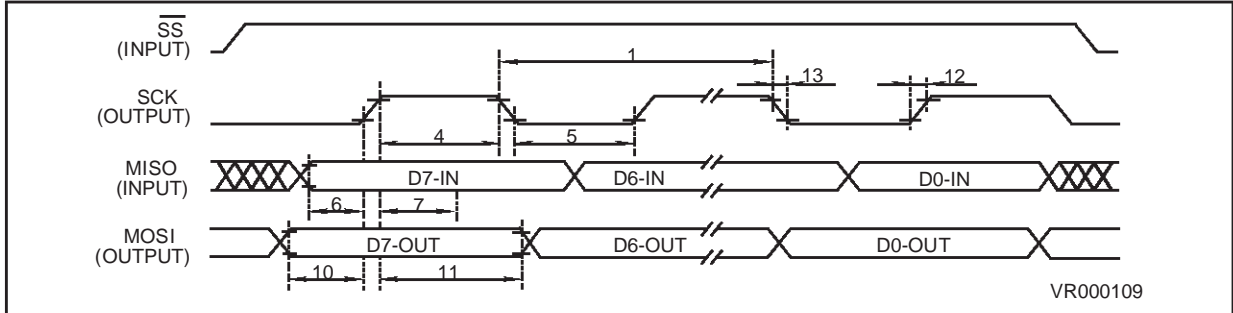 SS
(INPUT)
1
13
12
SCK
(OUTPUT)
4
5
MISO
(INPUT)
D7-IN
D6-IN
D0-IN
6
7
MOSI
(OUTPUT)
D7-OUT
D6-OUT
D0-OUT
10
11
VR000109